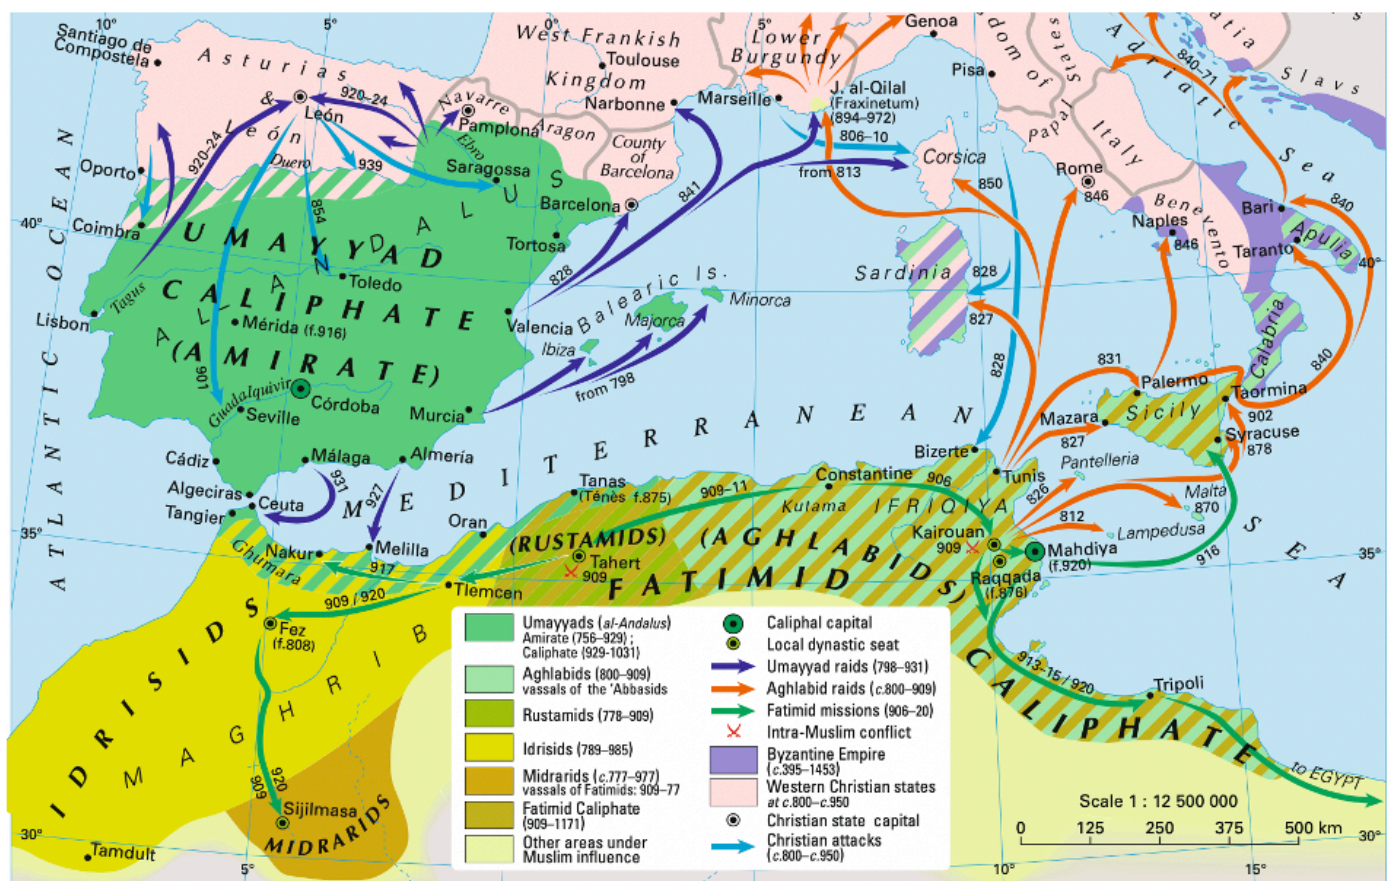 10°
5°
0°
5°
Santiago de
Compostela
Asturias
&
León
León
920–24
920–24
Navarre
Pamplona
Aragon
West Frankish
Kingdom
Toulouse
Narbonne
County
of
Barcelona
Lower
Burgundy
Marseille
J. al-Qilal
(Fraxinetum)
(894–972)
806–10
from 813
Genoa
Pisa
Papal
States
Italy
Adriatic
Sea
840–71
Slavs
Corsica
850
Rome
846
Naples
846
Benevento
Bari
840
Taranto
Apulia
Calabria
840
Oporto
Duero
939
Ebro
Saragossa
854
Coimbra
Barcelona
Tortosa
841
828
40°
40°
UMAYYAD
CALIPHATE
(AMIRATE)
AL-ANDALUS
Tagus
Toledo
Lisbon
Mérida (f.916)
901
Guadalquivir
Córdoba
Seville
Murcia
Valencia
Balearic Is.
Minorca
Majorca
Ibiza
from 798
Sardinia
828
827
828
831
Palermo
Taormina
902
Sicily
Mazara
827
Syracuse
878
Pantelleria
826
Malta
870
812
Lampedusa
916
ATLANTIC OCEAN
MEDITERRANEAN
SEA
Cádiz
Málaga
Almería
Algeciras
Ceuta
Tangier
931
927
35°
35°
Ghumara
Nakur
Melilla
917
Oran
Tanas
(Ténès f.875)
909–11
Constantine
906
Kutama
IFRIQIYA
Bizerte
Tunis
Kairouan
909
Mahdiya
(f.920)
Raqqada
(f.876)
(RUSTAMIDS)
(AGHLABIDS)
FATIMID
CALIPHATE
Tahert
909
Tlemcen
909 / 920
Fez
(f.808)
IDRISIDS
MAGHRIB
909
920
Sijilmasa
MIDRARIDS
Tamdult
30°
30°
5°
10°
15°
913–15 / 920
Tripoli
to EGYPT
Umayyads (al-Andalus)
Amirate (756–929) ;
Caliphate (929-1031)
Aghlabids (800–909)
vassals of the 'Abbasids
Rustamids (778–909)
Idrisids (789–985)
Midrarids (c.777–977)
vassals of Fatimids: 909–77
Fatimid Caliphate
(909–1171)
Other areas under
Muslim influence
Caliphal capital
Local dynastic seat
Umayyad raids (798–931)
Aghlabid raids (c.800–909)
Fatimid missions (906–20)
Intra-Muslim conflict
Byzantine Empire
(c.395–1453)
Western Christian states
at c.800–c.950
Christian state capital
Christian attacks
(c.800–c.950)
Scale 1 : 12 500 000
0 125 250 375 500 km